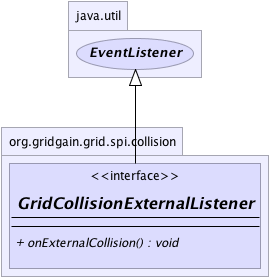 java.util
EventListener
org.gridgain.grid.spi.collision
<<interface>>
GridCollisionExternalListener
+ onExternalCollision() : void